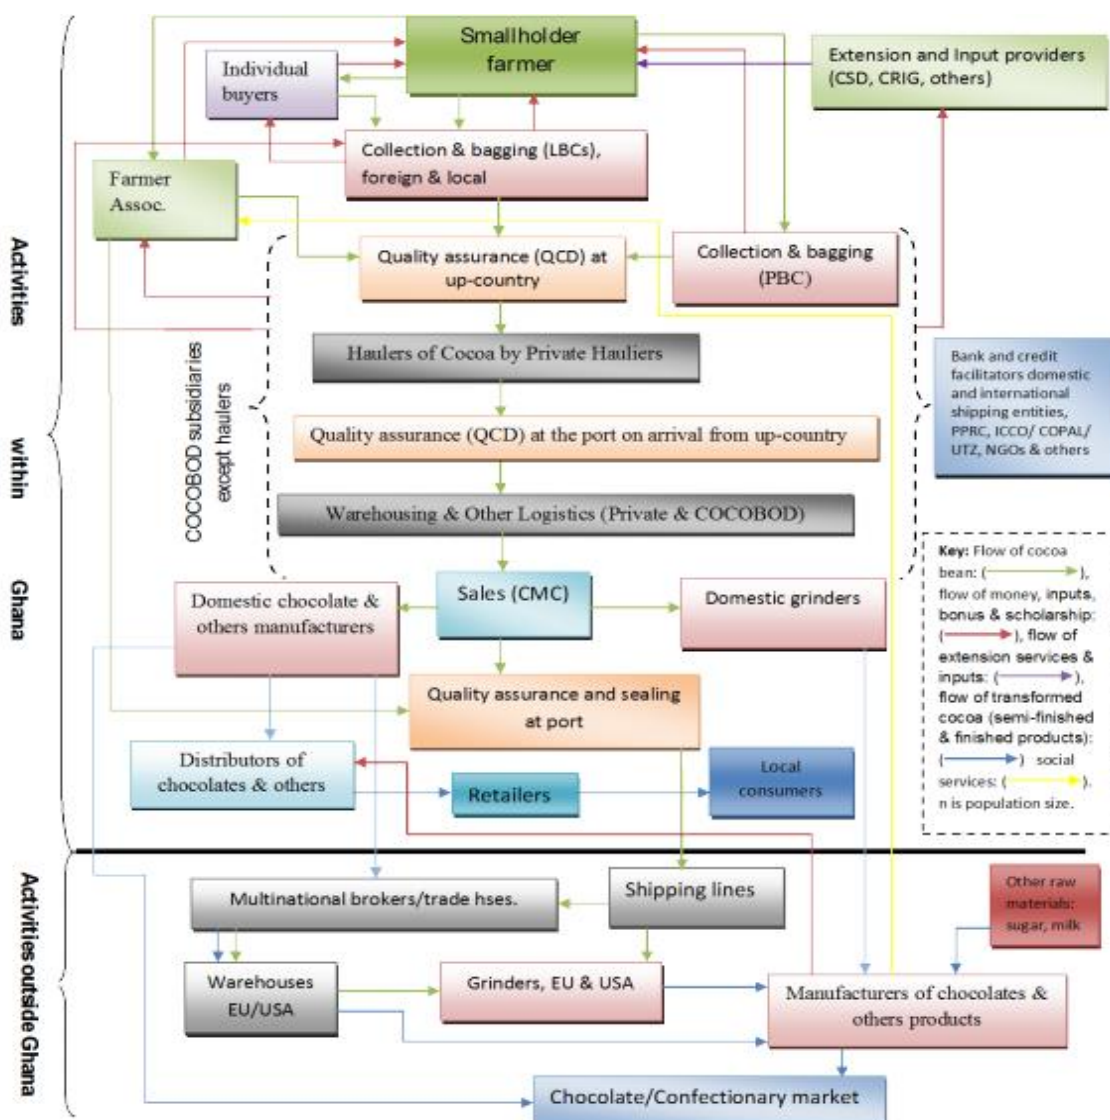 Smallholder
farmer
Individual
buyers
Extension and Input providers
(CSD, CRIG, others)
Collection & bagging (LBCs),
foreign & local
Farmer
Assoc.
Quality assurance (QCD) at
up-country
Collection & bagging
(PBC)
Haulers of Cocoa by Private Hauliers
Bank and credit
facilitators domestic
and international
shipping entities,
PPRC, ICCO/ COPAL/
UTZ, NGOs & others
Quality assurance (QCD) at the port on arrival from up-country
Warehousing & Other Logistics (Private & COCOBOD)
COCOBOD subsidiaries
except haulers
Activities within Ghana
Sales (CMC)
Domestic chocolate &
others manufacturers
Domestic grinders
Key: Flow of cocoa
bean: ( ),
flow of money, inputs,
bonus & scholarship:
( ), flow of
extension services &
inputs: ( ),
flow of transformed
cocoa (semi-finished
& finished products):
( ) social
services: ( ).
n is population size.
Quality assurance and sealing
at port
Distributors of
chocolates & others
Retailers
Local
consumers
Activities outside Ghana
Multinational brokers/trade hses.
Shipping lines
Other raw
materials:
sugar, milk
Warehouses
EU/USA
Grinders, EU & USA
Manufacturers of chocolates &
others products
Chocolate/Confectionary market